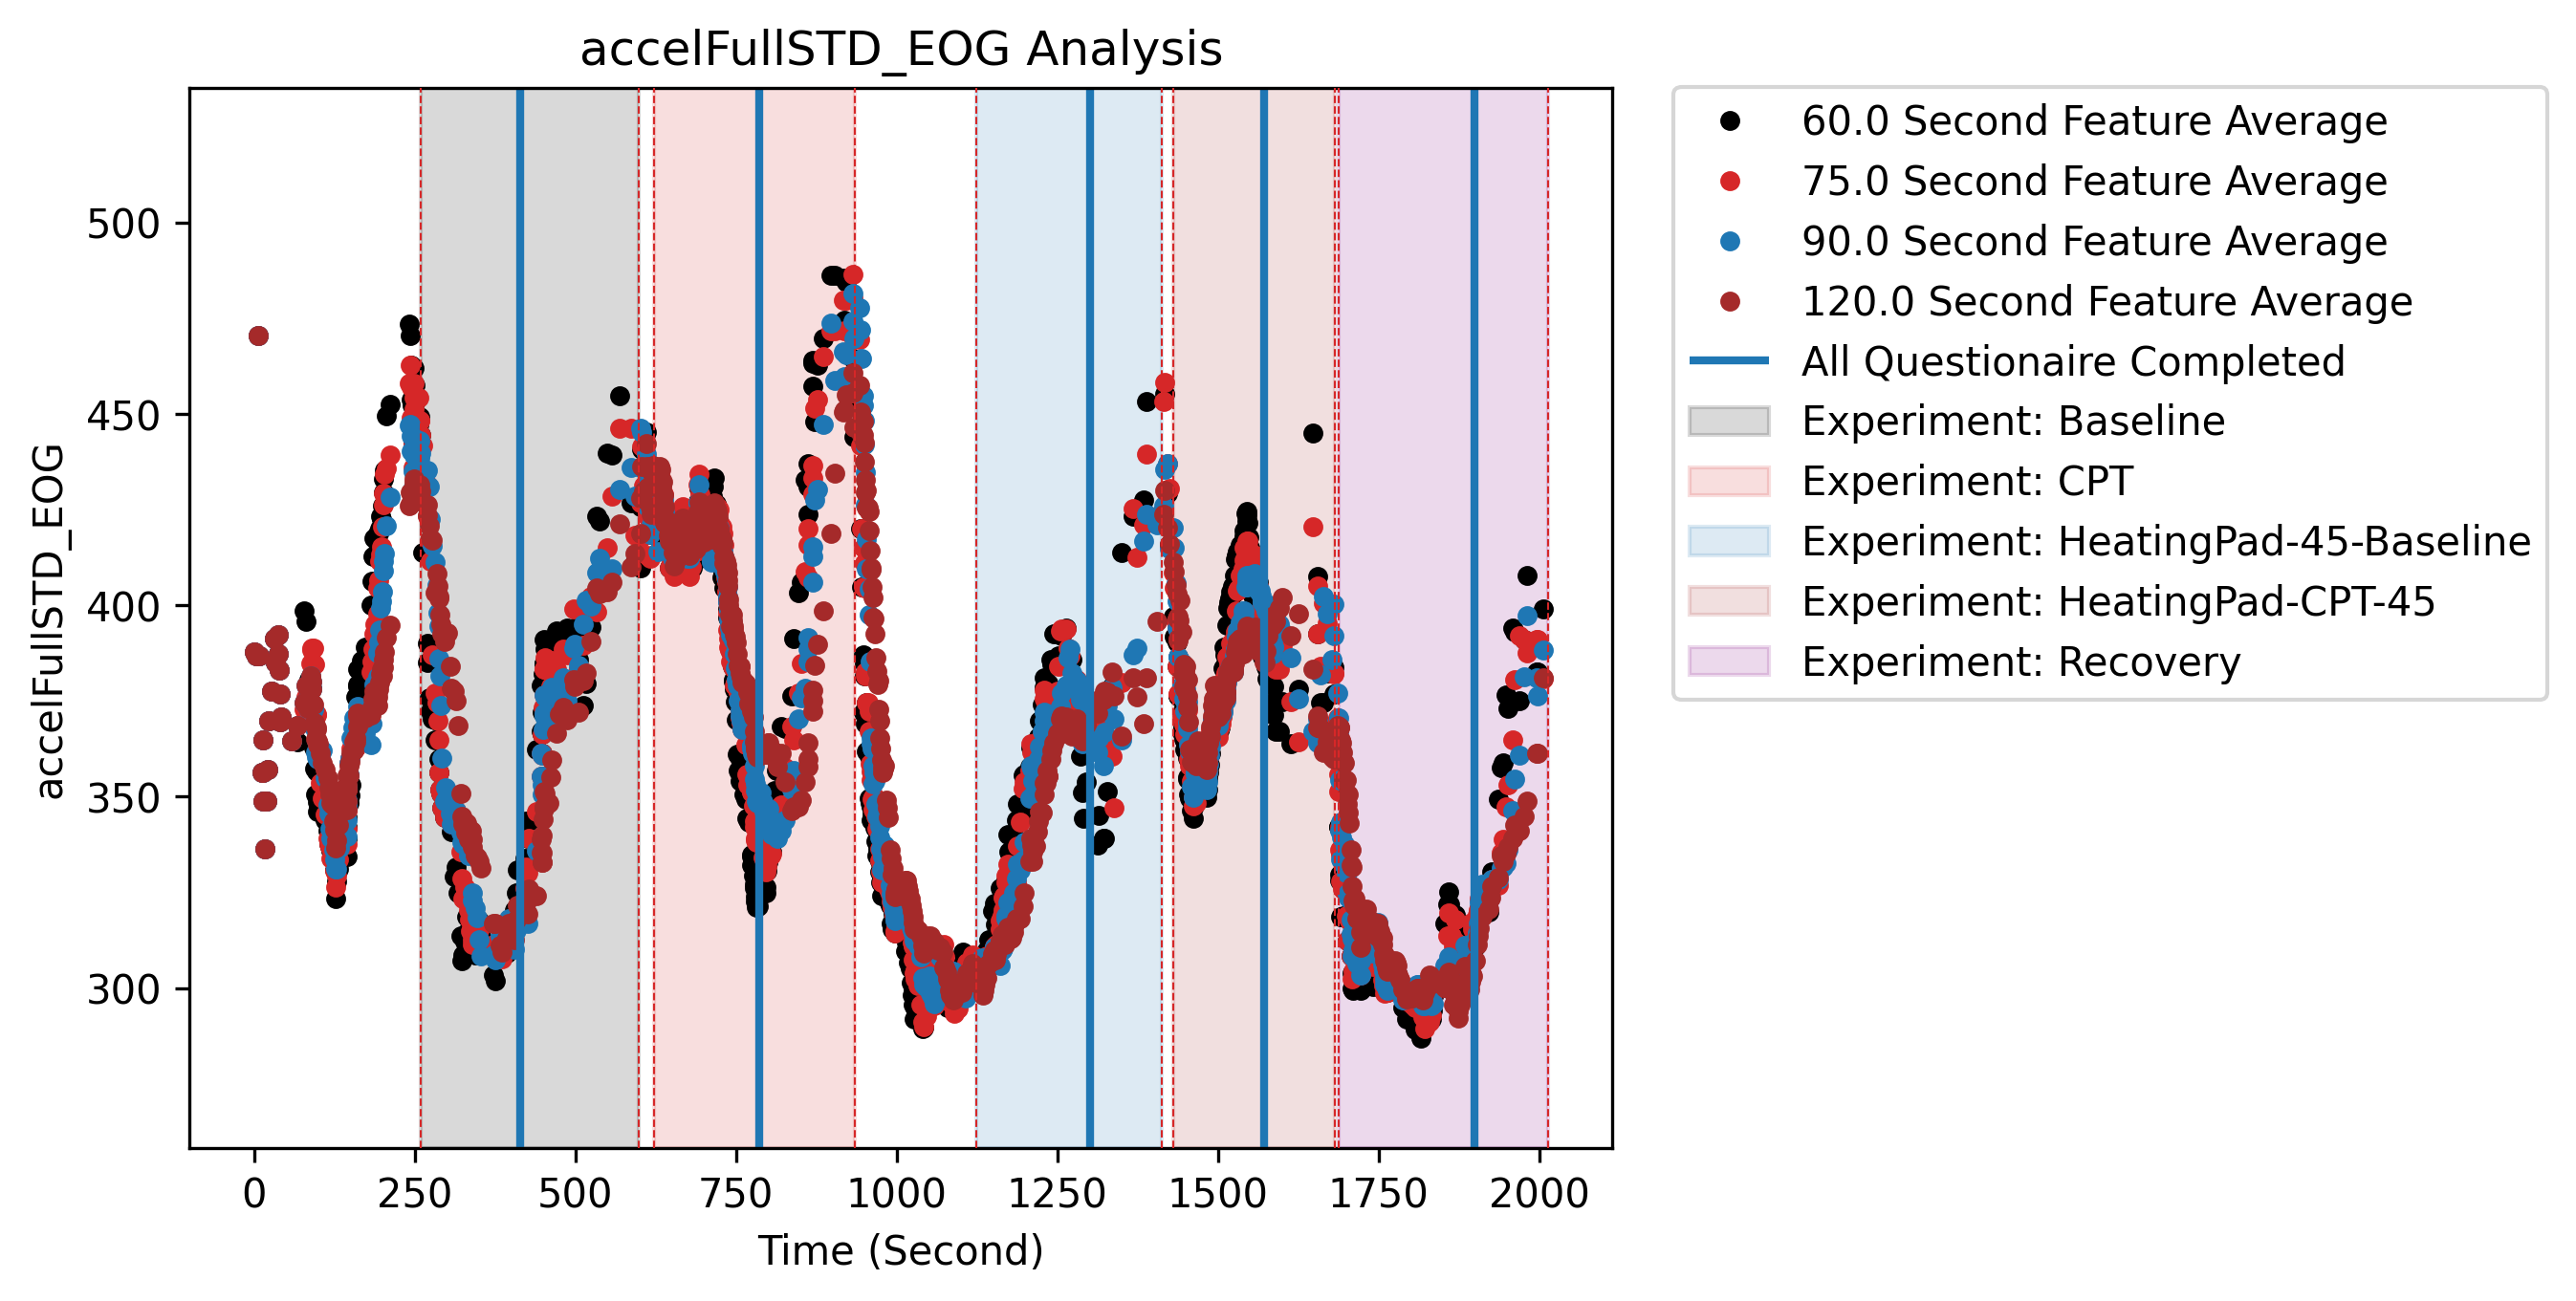 accelFullSTD_EOG Analysis
accelFullSTD_EOG
500
450
400
350
300
0 250 500 750 1000 1250 1500 1750 2000
Time (Second)
60.0 Second Feature Average
75.0 Second Feature Average
90.0 Second Feature Average
120.0 Second Feature Average
All Questionaire Completed
Experiment: Baseline
Experiment: CPT
Experiment: HeatingPad-45-Baseline
Experiment: HeatingPad-CPT-45
Experiment: Recovery